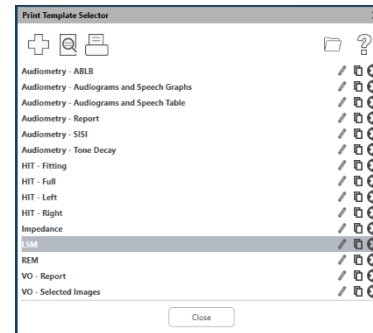 Print Template Selector
Audiometry - ABLB
Audiometry - Audiograms and Speech Graphs
Audiometry - Audiograms and Speech Table
Audiometry - Report
Audiometry - SISI
Audiometry - Tone Decay
HIT - Fitting
HIT - Full
HIT - Left
HIT - Right
Impedance
LSM
REM
VO - Report
VO - Selected Images
Close